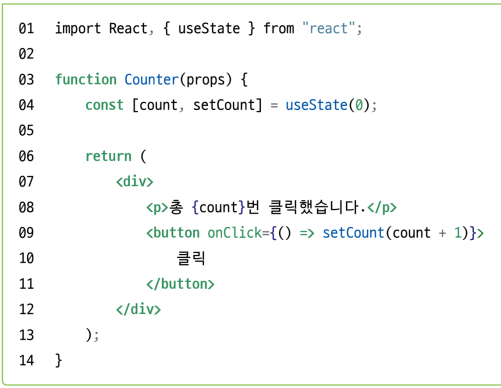 01 import React, { useState } from "react";
02
03 function Counter(props) {
04     const [count, setCount] = useState(0);
05
06     return (
07         <div>
08             <p>총 {count}번 클릭했습니다.</p>
09             <button onClick={() => setCount(count + 1)}>
10                 클릭
11             </button>
12         </div>
13     );
14 }